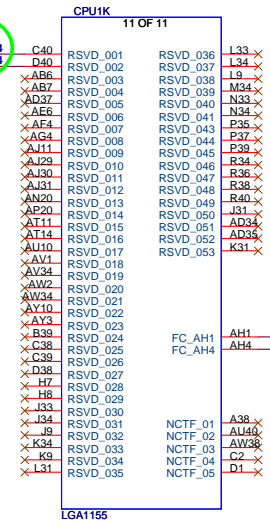 CPU1K
11 OF 11
C40 RSVD_001 RSVD_036 L33
D40 RSVD_002 RSVD_037 L34
AB6 RSVD_003 RSVD_038 L9
AB7 RSVD_004 RSVD_039 M34
AD37 RSVD_005 RSVD_040 N33
AE6 RSVD_006 RSVD_041 N34
AF4 RSVD_007 RSVD_043 P35
AG4 RSVD_008 RSVD_044 P37
AJ11 RSVD_009 RSVD_045 P39
AJ29 RSVD_010 RSVD_046 R34
AJ30 RSVD_011 RSVD_047 R36
AJ31 RSVD_012 RSVD_048 R38
AN20 RSVD_013 RSVD_049 R40
AP20 RSVD_014 RSVD_050 J31
AT11 RSVD_015 RSVD_051 AD34
AT14 RSVD_016 RSVD_052 AD35
AU10 RSVD_017 RSVD_053 K31
AV1 RSVD_018
AV34 RSVD_019
AW2 RSVD_020
AW34 RSVD_021
AY10 RSVD_022
AY3 RSVD_023
B39 RSVD_024 FC_AH1 AH1
C38 RSVD_025 FC_AH4 AH4
C39 RSVD_026
D38 RSVD_027
H7 RSVD_028
H8 RSVD_029
J33 RSVD_030
J34 RSVD_031 NCTF_01 A38
J9 RSVD_032 NCTF_02 AU40
K34 RSVD_033 NCTF_03 AW38
K9 RSVD_034 NCTF_04 C2
L31 RSVD_035 NCTF_05 D1
LGA1155